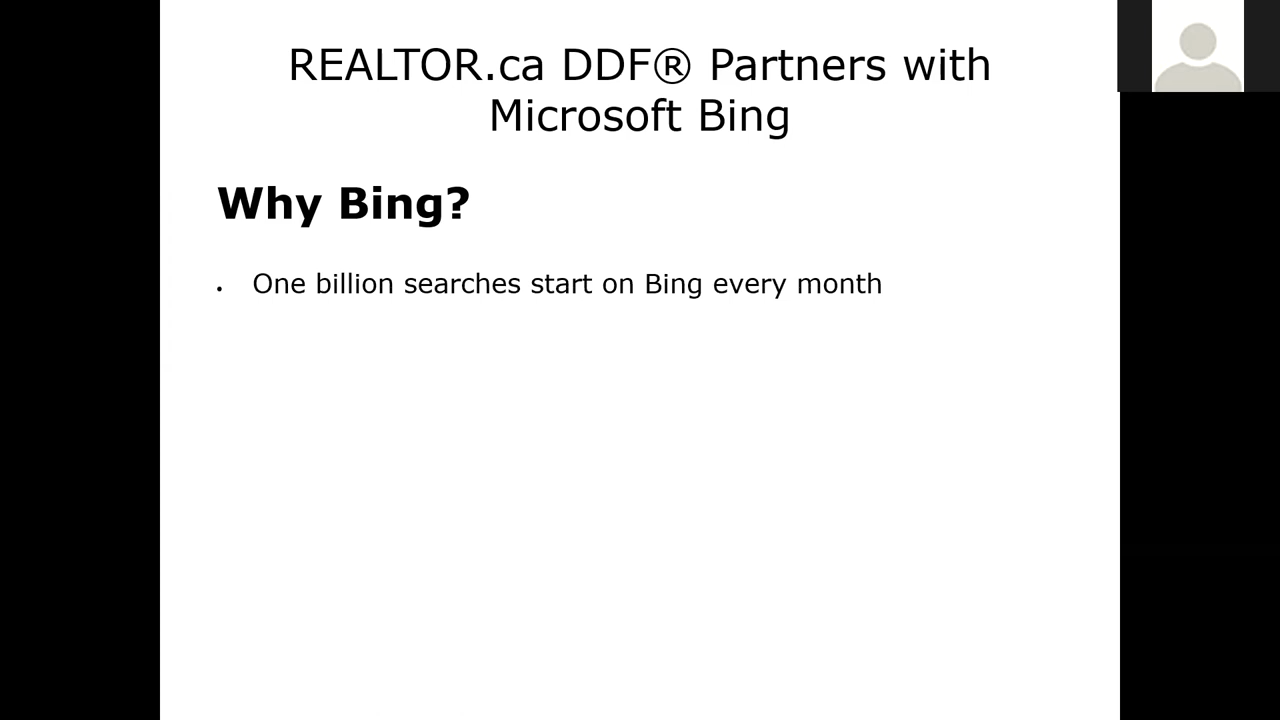 REALTOR.ca DDF® Partners with
Microsoft Bing
Why Bing?
• One billion searches start on Bing every month